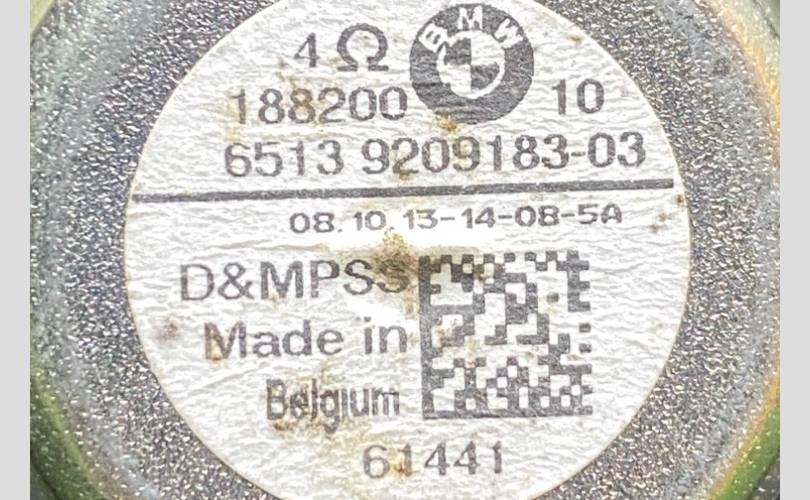 4 Ω BMW
188200 10
6513 9209183-03
08.10.13-14-08-5A
D&MPSS
Made in
Belgium
61441